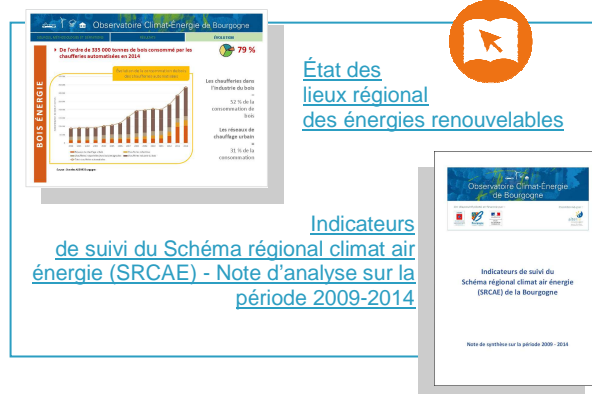 Observatoire Climat-Énergie de Bourgogne
ÉVOLUTION
BOIS ÉNERGIE
De l'ordre de 335 000 tonnes de bois consommé par les
chaufferies automatisées en 2014
79 %
Les chaufferies dans
l'industrie du bois
=
52 % de la
consommation de
bois
Les réseaux de
chauffage urbain
=
31 % de la
consommation
État des
lieux régional
des énergies renouvelables
Indicateurs
de suivi du Schéma régional climat air
énergie (SRCAE) - Note d'analyse sur la
période 2009-2014
Observatoire Climat-Énergie
de Bourgogne
Indicateurs de suivi du
Schéma régional climat air énergie
(SRCAE) de la Bourgogne
Note de synthèse sur la période 2009 - 2014